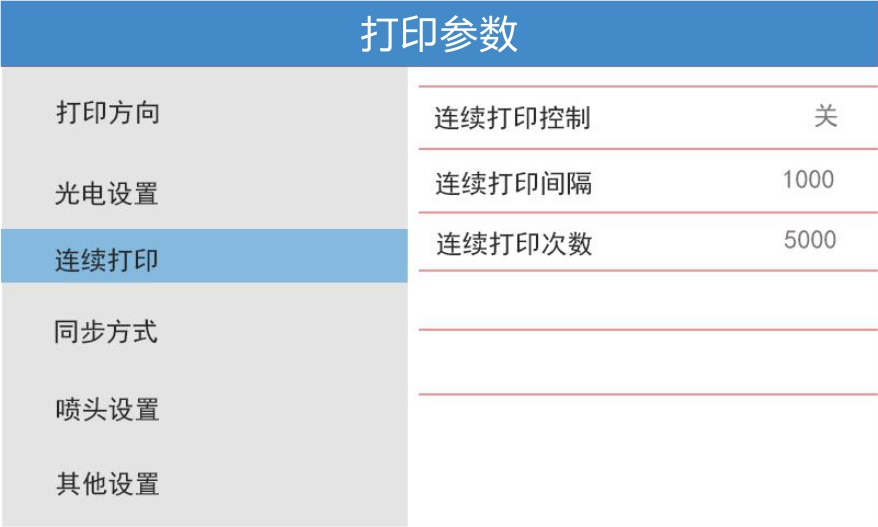 打印参数
打印方向
光电设置
连续打印
同步方式
喷头设置
其他设置
连续打印控制 关
连续打印间隔 1000
连续打印次数 5000